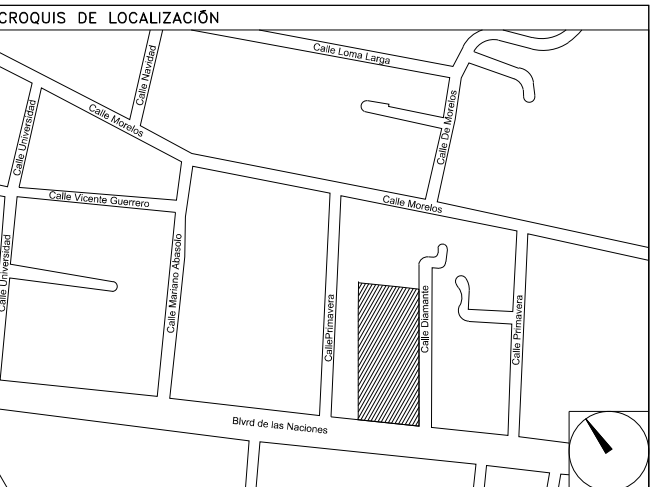 CROQUIS DE LOCALIZACIÓN
Calle Loma Larga
Calle Navidad
Calle Morelos
Calle De Morelos
Calle Universidad
Calle Vicente Guerrero
Calle Morelos
Calle Universidad
Calle Mariano Abasolo
CallePrimavera
Calle Diamante
Calle Primavera
Blvrd de las Naciones